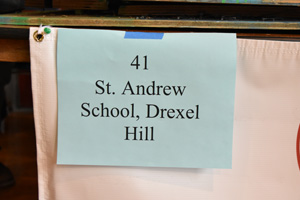 41
St. Andrew
School, Drexel
Hill